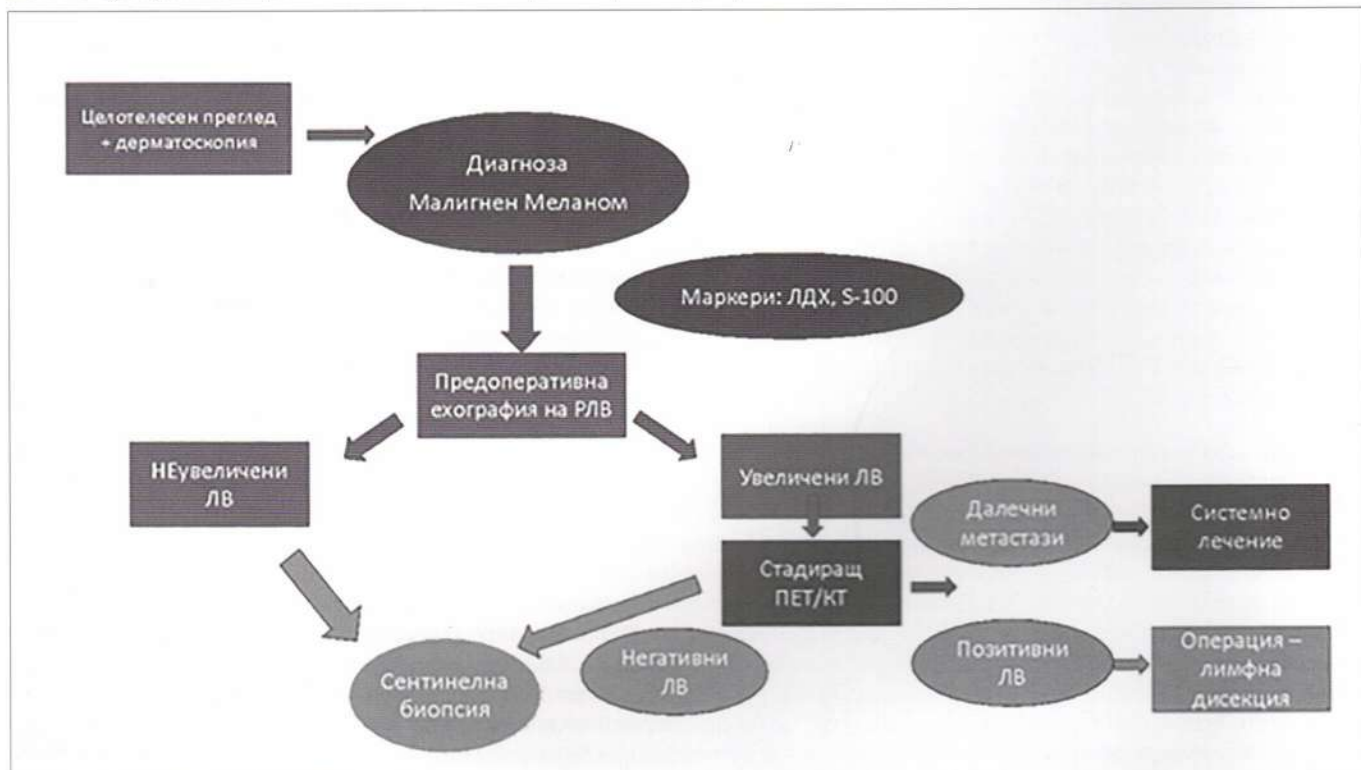 Целотелесен преглед
+ дерматоскопия
Диагноза
Малигнен Меланом
Маркери: ЛДХ, S-100
Предоперативна
ехография на РЛВ
НЕувеличени
ЛВ
Увеличени ЛВ
Далечни
метастази
Системно
лечение
Стадиращ
ПЕТ/КТ
Сентинелна
биопсия
Негативни
ЛВ
Позитивни
ЛВ
Операция –
лимфна
дисекция